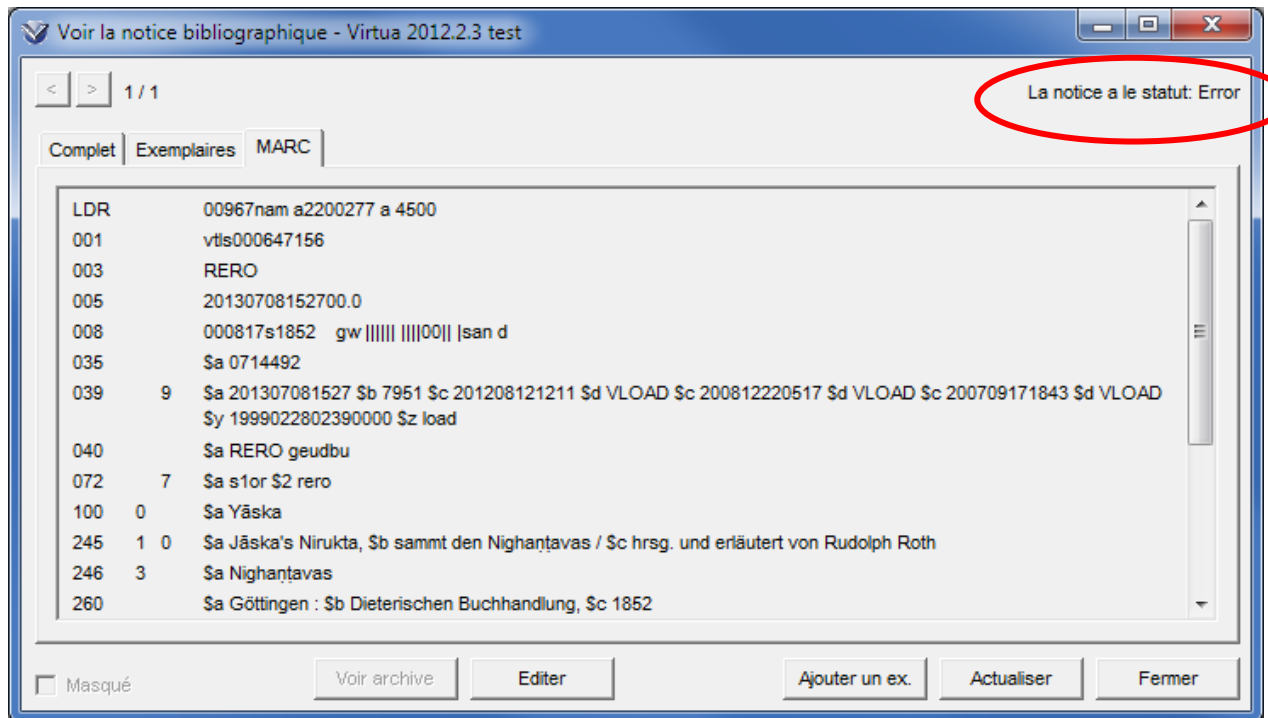 Voir la notice bibliographique - Virtua 2012.2.3 test
< > 1 / 1 La notice a le statut: Error
Complet Exemplaires MARC
LDR 00967nam a2200277 a 4500
001 vtls000647156
003 RERO
005 20130708152700.0
008 000817s1852 gw |||||| ||||00|| |san d
035 $a 0714492
039 9 $a 201307081527 $b 7951 $c 201208121211 $d VLOAD $c 200812220517 $d VLOAD $c 200709171843 $d VLOAD
$y 1999022802390000 $z load
040 $a RERO geudbu
072 7 $a s1or $2 rero
100 0 $a Yāska
245 1 0 $a Jāska's Nirukta, $b sammt den Nighaṇṭavas / $c hrsg. und erläutert von Rudolph Roth
246 3 $a Nighaṇṭavas
260 $a Göttingen : $b Dieterischen Buchhandlung, $c 1852
Masqué Voir archive Editer Ajouter un ex. Actualiser Fermer